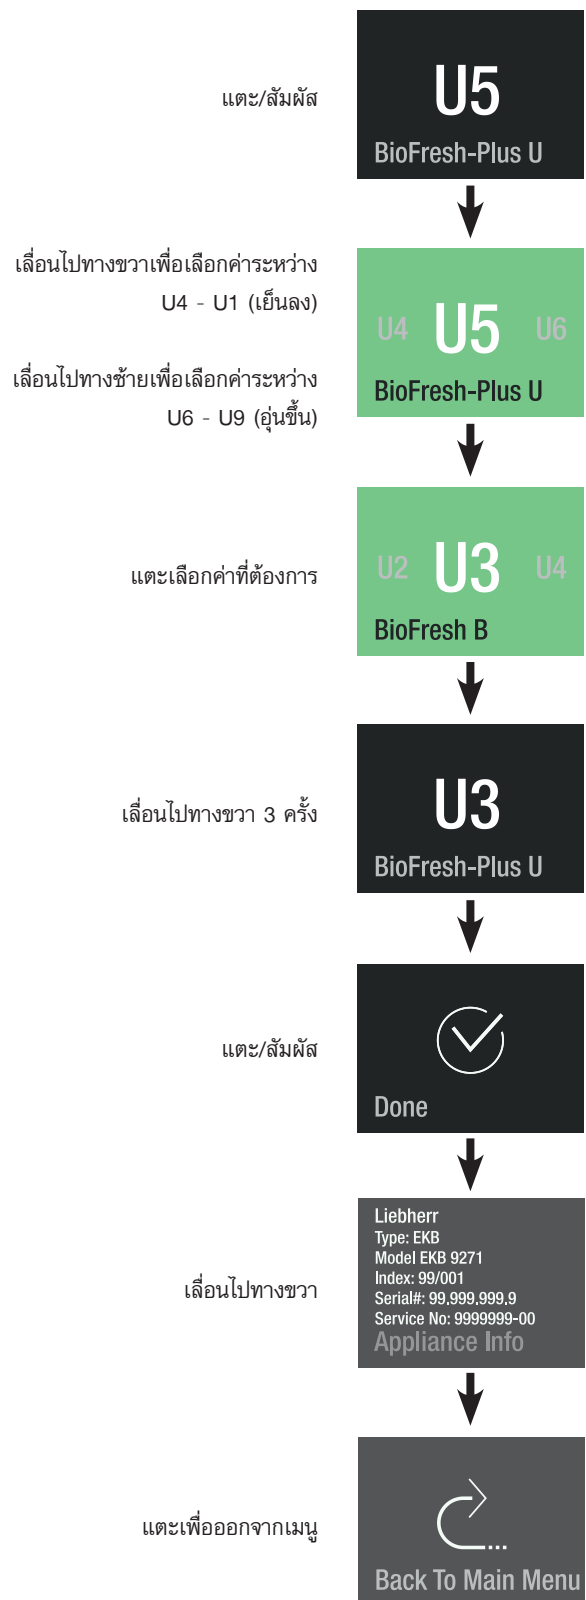 แตะ/สัมผัส
U5
BioFresh-Plus U
เลื่อนไปทางขวาเพื่อเลือกค่าระหว่าง
U4 - U1 (เย็นลง)
เลื่อนไปทางซ้ายเพื่อเลือกค่าระหว่าง
U6 - U9 (อุ่นขึ้น)
U4 U5 U6
BioFresh-Plus U
แตะเลือกค่าที่ต้องการ
U2 U3 U4
BioFresh B
เลื่อนไปทางขวา 3 ครั้ง
U3
BioFresh-Plus U
แตะ/สัมผัส
Done
เลื่อนไปทางขวา
Liebherr
Type: EKB
Model EKB 9271
Index: 99/001
Serial#: 99.999.999.9
Service No: 9999999-00
Appliance Info
แตะเพื่อออกจากเมนู
Back To Main Menu